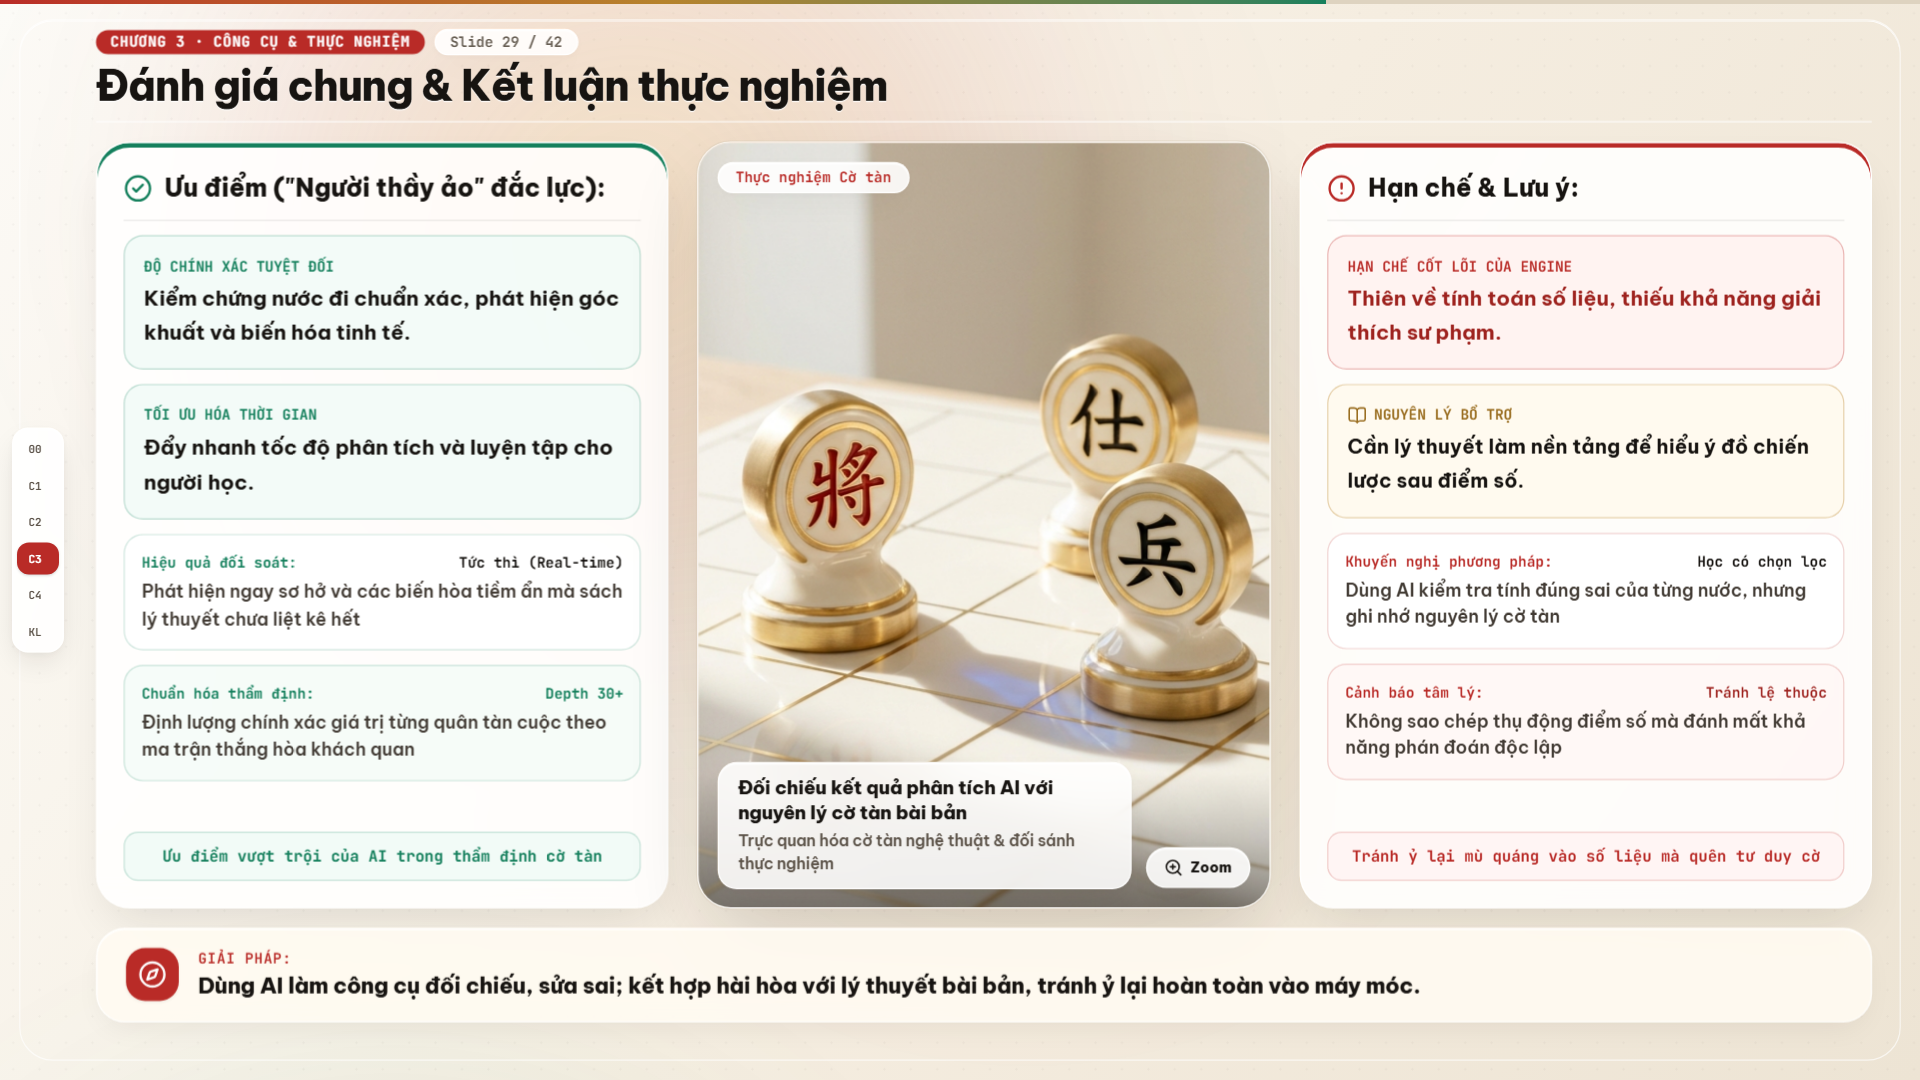 CHƯƠNG 3 · CÔNG CỤ & THỰC NGHIỆM
Slide 29 / 42
Đánh giá chung & Kết luận thực nghiệm
00
C1
C2
C3
C4
KL
Ưu điểm ("Người thầy ảo" đắc lực):
ĐỘ CHÍNH XÁC TUYỆT ĐỐI
Kiểm chứng nước đi chuẩn xác, phát hiện góc
khuất và biến hóa tinh tế.
TỐI ƯU HÓA THỜI GIAN
Đẩy nhanh tốc độ phân tích và luyện tập cho
người học.
Hiệu quả đối soát: Tức thì (Real-time)
Phát hiện ngay sơ hở và các biến hòa tiềm ẩn mà sách
lý thuyết chưa liệt kê hết
Chuẩn hóa thẩm định: Depth 30+
Định lượng chính xác giá trị từng quân tàn cuộc theo
ma trận thắng hòa khách quan
Ưu điểm vượt trội của AI trong thẩm định cờ tàn
Thực nghiệm Cờ tàn
將
仕
兵
Đối chiếu kết quả phân tích AI với
nguyên lý cờ tàn bài bản
Trực quan hóa cờ tàn nghệ thuật & đối sánh
thực nghiệm
Zoom
Hạn chế & Lưu ý:
HẠN CHẾ CỐT LÕI CỦA ENGINE
Thiên về tính toán số liệu, thiếu khả năng giải
thích sư phạm.
NGUYÊN LÝ BỔ TRỢ
Cần lý thuyết làm nền tảng để hiểu ý đồ chiến
lược sau điểm số.
Khuyến nghị phương pháp: Học có chọn lọc
Dùng AI kiểm tra tính đúng sai của từng nước, nhưng
ghi nhớ nguyên lý cờ tàn
Cảnh báo tâm lý: Tránh lệ thuộc
Không sao chép thụ động điểm số mà đánh mất khả
năng phán đoán độc lập
Tránh ỷ lại mù quáng vào số liệu mà quên tư duy cờ
GIẢI PHÁP:
Dùng AI làm công cụ đối chiếu, sửa sai; kết hợp hài hòa với lý thuyết bài bản, tránh ỷ lại hoàn toàn vào máy móc.